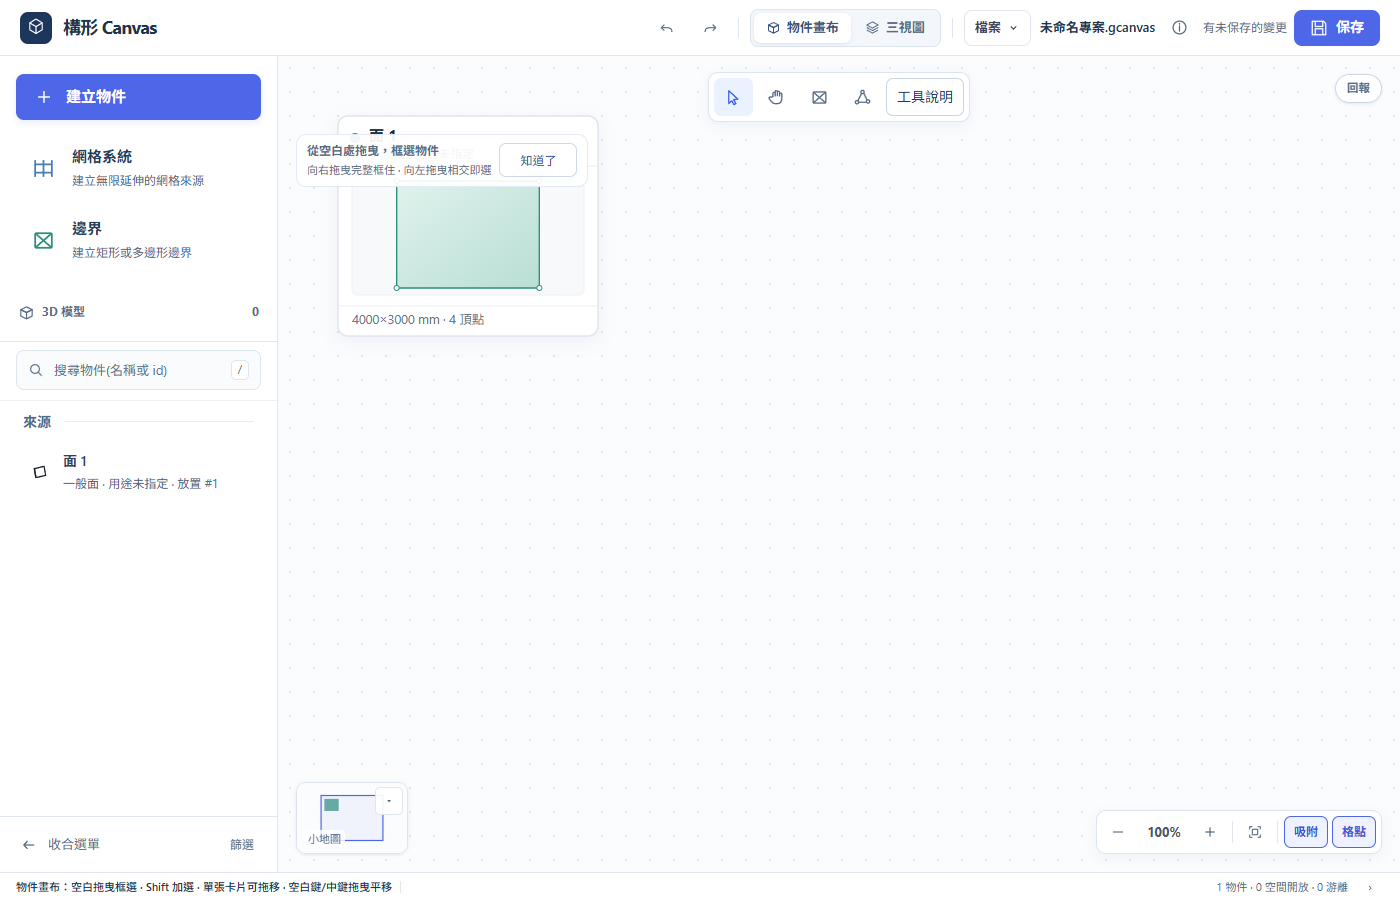 構形 Canvas
物件畫布
三視圖
檔案
未命名專案.gcanvas
有未保存的變更
保存
建立物件
網格系統
建立無限延伸的網格來源
邊界
建立矩形或多邊形邊界
3D 模型
0
搜尋物件(名稱或 id)
/
來源
面 1
一般面 · 用途未指定 · 放置 #1
收合選單
篩選
工具說明
回報
面 1
從空白處拖曳，框選物件
向右拖曳完整框住 · 向左拖曳相交即選
知道了
4000×3000 mm · 4 頂點
小地圖
100%
吸附
格點
物件畫布：空白拖曳框選 · Shift 加選 · 單張卡片可拖移 · 空白鍵/中鍵拖曳平移
1 物件 · 0 空間開放 · 0 游離